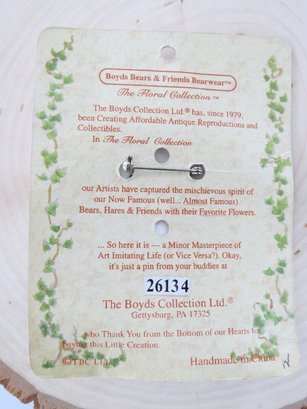 Boyds Bears & Friends Bearwear™
The Floral Collection™
The Boyds Collection Ltd.® has, since 1979,
been Creating Affordable Antique Reproductions and
Collectibles.
In The Floral Collection
our Artists have captured the mischievous spirit of
our Now Famous (well... Almost Famous)
Bears, Hares & Friends with their Favorite Flowers.
... So here it is --- a Minor Masterpiece of
Art Imitating Life (or Vice Versa?). Okay,
it's just a pin from your buddies at
26134
The Boyds Collection Ltd.®
Gettysburg, PA 17325
who Thank You from the Bottom of our Hearts for
Buying this Little Creation.
©TBC Ltd.
Handmade in China